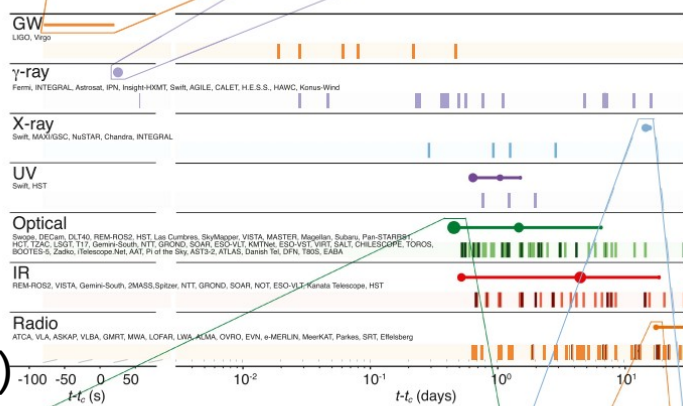 GW
LIGO, Virgo
γ-ray
Fermi, INTEGRAL, Astrosat, IPN, Insight-HXMT, Swift, AGILE, CALET, H.E.S.S., HAWC, Konus-Wind
X-ray
Swift, MAXI/GSC, NuSTAR, Chandra, INTEGRAL
UV
Swift, HST
Optical
Swope, DECam, DLT40, REM-ROS2, HST, Las Cumbres, SkyMapper, VISTA, MASTER, Magellan, Subaru, Pan-STARRS1,
HCT, TZAC, LSGT, T17, Gemini-South, NTT, GROND, SOAR, ESO-VLT, KMTNet, ESO-VST, VIRT, SALT, CHILESCOPE, TOROS,
BOOTES-5, Zadko, iTelescope.Net, AAT, Pi of the Sky, AST3-2, ATLAS, Danish Tel, DFN, T80S, EABA
IR
REM-ROS2, VISTA, Gemini-South, 2MASS,Spitzer, NTT, GROND, SOAR, NOT, ESO-VLT, Kanata Telescope, HST
Radio
ATCA, VLA, ASKAP, VLBA, GMRT, MWA, LOFAR, LWA, ALMA, OVRO, EVN, e-MERLIN, MeerKAT, Parkes, SRT, Effelsberg
)
-100 -50 0 50 10⁻² 10⁻¹ 10⁰ 10¹
t-tc (s) t-tc (days)